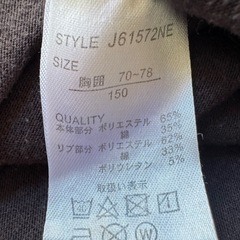 STYLE J61572NE
SIZE
胸囲 70-78
150
QUALITY
本体部分 ポリエステル 65%
綿 35%
リブ部分 ポリエステル 62%
綿 33%
ポリウレタン 5%
取扱い表示